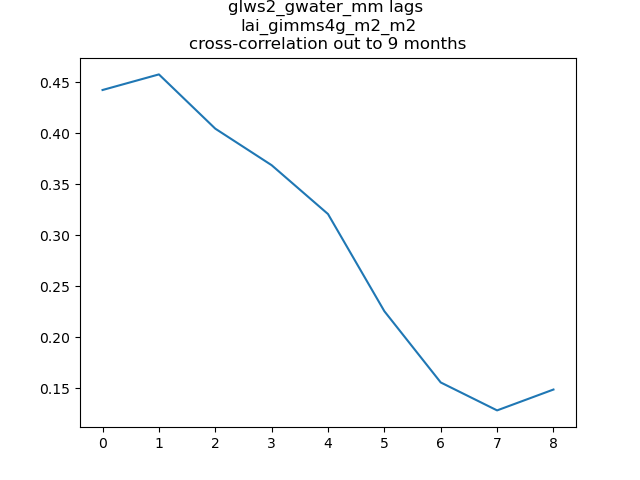 glws2_gwater_mm lags
lai_gimms4g_m2_m2
cross-correlation out to 9 months
0.45
0.40
0.35
0.30
0.25
0.20
0.15
0 1 2 3 4 5 6 7 8